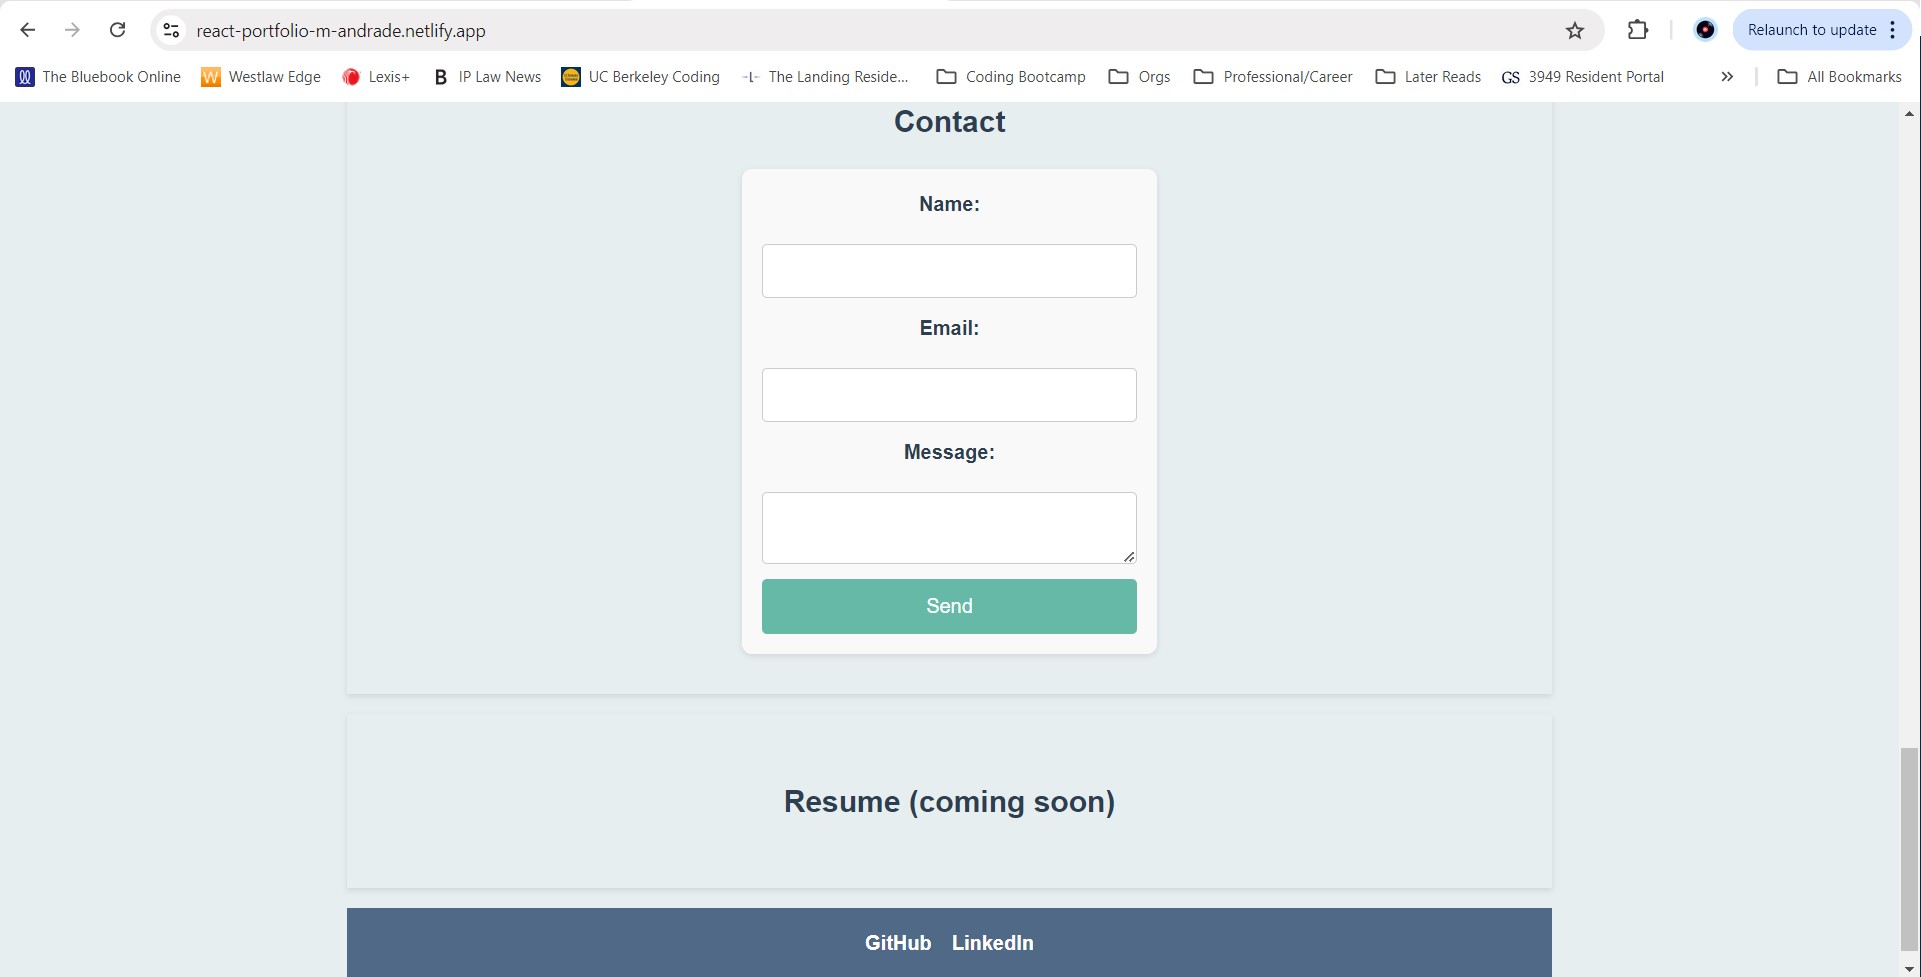 react-portfolio-m-andrade.netlify.app
Relaunch to update
The Bluebook Online
W Westlaw Edge
Lexis+
B IP Law News
UC Berkeley Coding
-L- The Landing Reside...
Coding Bootcamp
Orgs
Professional/Career
Later Reads
GS 3949 Resident Portal
All Bookmarks
Contact
Name:
Email:
Message:
Send
Resume (coming soon)
GitHub LinkedIn